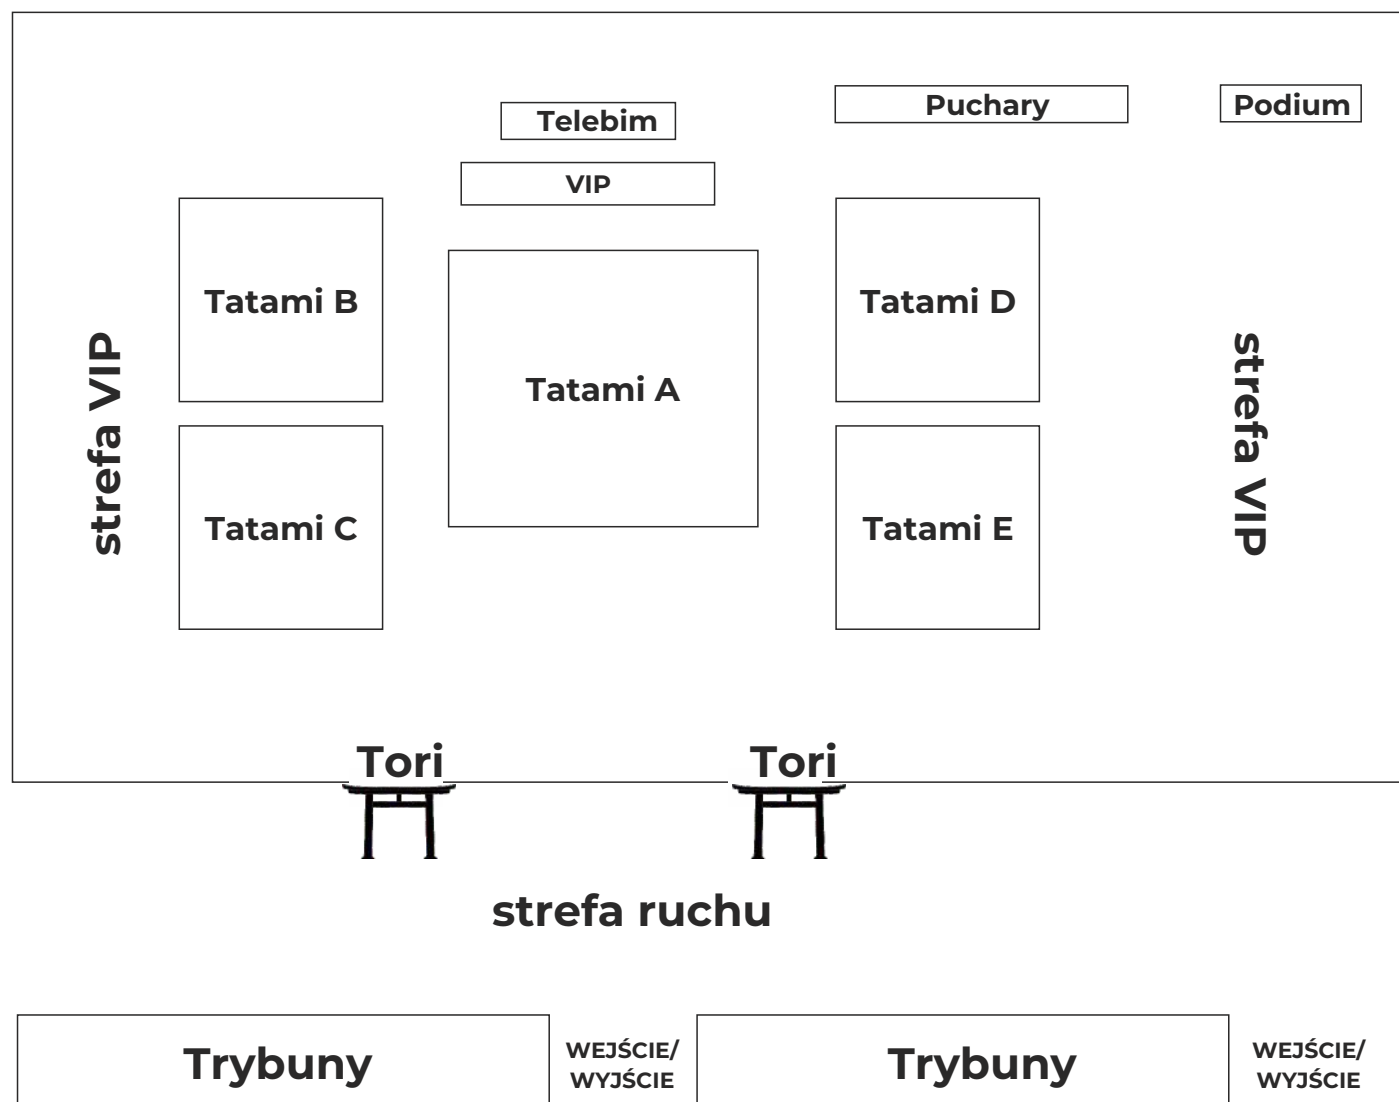 Telebim
Puchary
Podium
VIP
Tatami B
Tatami A
Tatami D
strefa VIP
strefa VIP
Tatami C
Tatami E
Tori
Tori
strefa ruchu
Trybuny
WEJŚCIE/
WYJŚCIE
Trybuny
WEJŚCIE/
WYJŚCIE